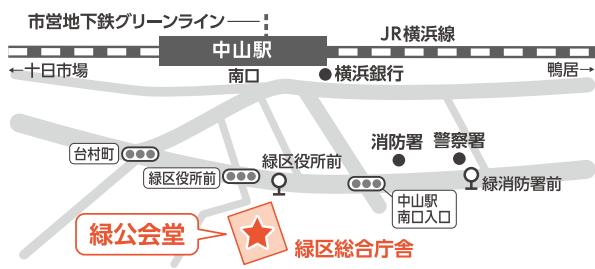 市営地下鉄グリーンライン
JR横浜線
中山駅
←十日市場
南口
横浜銀行
鴨居→
台村町
緑区役所前
緑区役所前
消防署
警察署
緑消防署前
中山駅
南口入口
緑公会堂
緑区総合庁舎